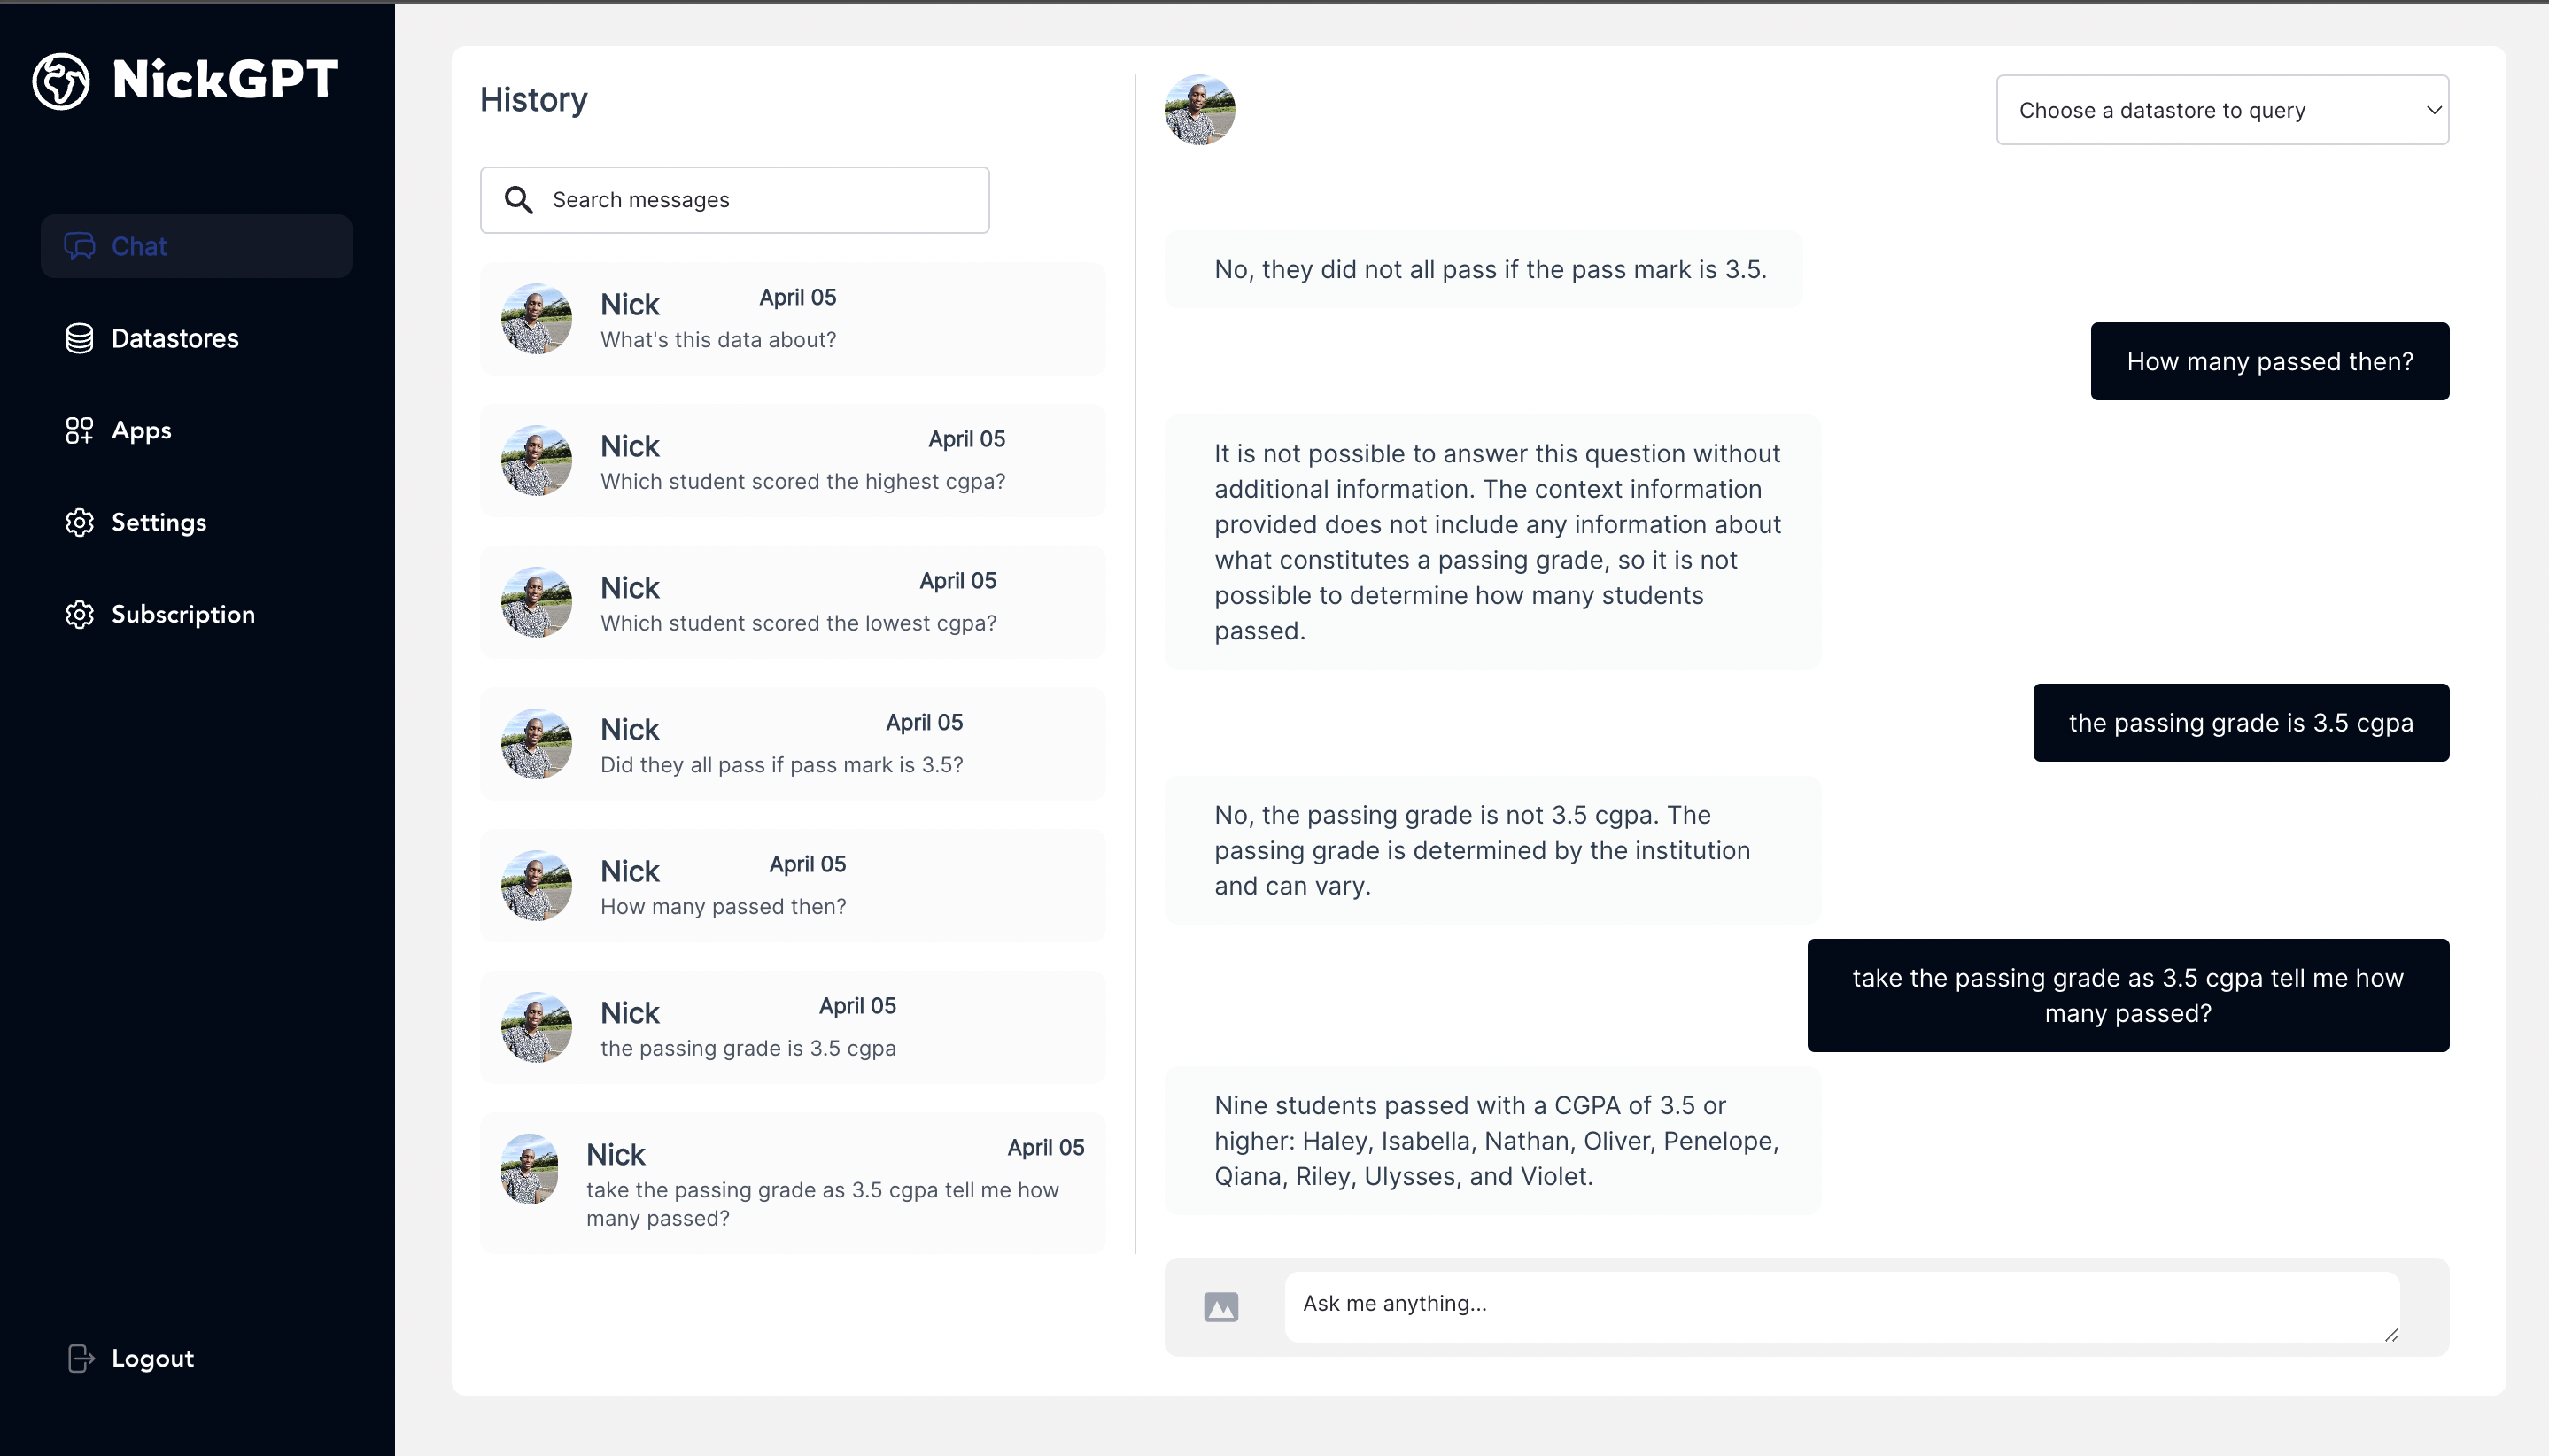 NickGPT
Chat
Datastores
Apps
Settings
Subscription
Logout
History
Search messages
Nick
April 05
What's this data about?
Nick
April 05
Which student scored the highest cgpa?
Nick
April 05
Which student scored the lowest cgpa?
Nick
April 05
Did they all pass if pass mark is 3.5?
Nick
April 05
How many passed then?
Nick
April 05
the passing grade is 3.5 cgpa
Nick
April 05
take the passing grade as 3.5 cgpa tell me how
many passed?
Choose a datastore to query
No, they did not all pass if the pass mark is 3.5.
How many passed then?
It is not possible to answer this question without
additional information. The context information
provided does not include any information about
what constitutes a passing grade, so it is not
possible to determine how many students
passed.
the passing grade is 3.5 cgpa
No, the passing grade is not 3.5 cgpa. The
passing grade is determined by the institution
and can vary.
take the passing grade as 3.5 cgpa tell me how
many passed?
Nine students passed with a CGPA of 3.5 or
higher: Haley, Isabella, Nathan, Oliver, Penelope,
Qiana, Riley, Ulysses, and Violet.
Ask me anything...